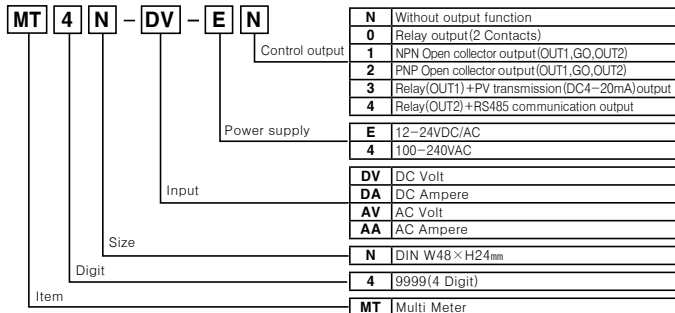 MT 4 N - DV - E N
Control output
N Without output function
0 Relay output(2 Contacts)
1 NPN Open collector output(OUT1,GO,OUT2)
2 PNP Open collector output(OUT1,GO,OUT2)
3 Relay(OUT1)+PV transmission(DC4-20mA)output
4 Relay(OUT2)+RS485 communication output
Power supply
E 12-24VDC/AC
4 100-240VAC
Input
DV DC Volt
DA DC Ampere
AV AC Volt
AA AC Ampere
Size
N DIN W48×H24㎜
Digit
4 9999(4 Digit)
Item
MT Multi Meter